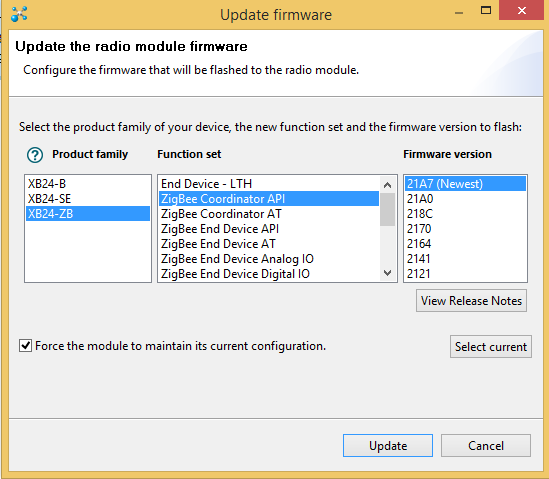 Update firmware
Update the radio module firmware
Configure the firmware that will be flashed to the radio module.
Select the product family of your device, the new function set and the firmware version to flash:
? Product family
XB24-B
XB24-SE
XB24-ZB
Function set
End Device - LTH
ZigBee Coordinator API
ZigBee Coordinator AT
ZigBee End Device API
ZigBee End Device AT
ZigBee End Device Analog IO
ZigBee End Device Digital IO
Firmware version
21A7 (Newest)
21A0
218C
2170
2164
2141
2121
View Release Notes
Force the module to maintain its current configuration.
Select current
Update
Cancel